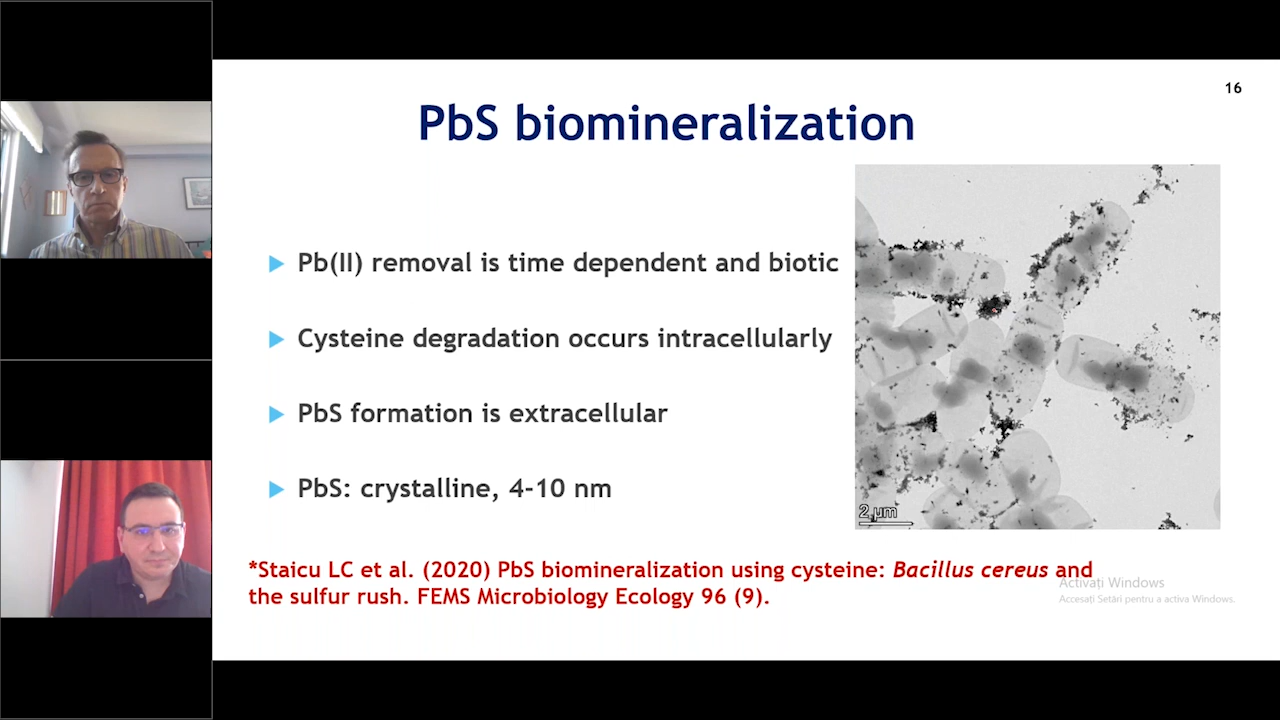 16
PbS biomineralization
Pb(II) removal is time dependent and biotic
Cysteine degradation occurs intracellularly
PbS formation is extracellular
PbS: crystalline, 4-10 nm
2 µm
*Staicu LC et al. (2020) PbS biomineralization using cysteine: Bacillus cereus and
the sulfur rush. FEMS Microbiology Ecology 96 (9).
Activați Windows
Accesați Setări pentru a activa Windows.